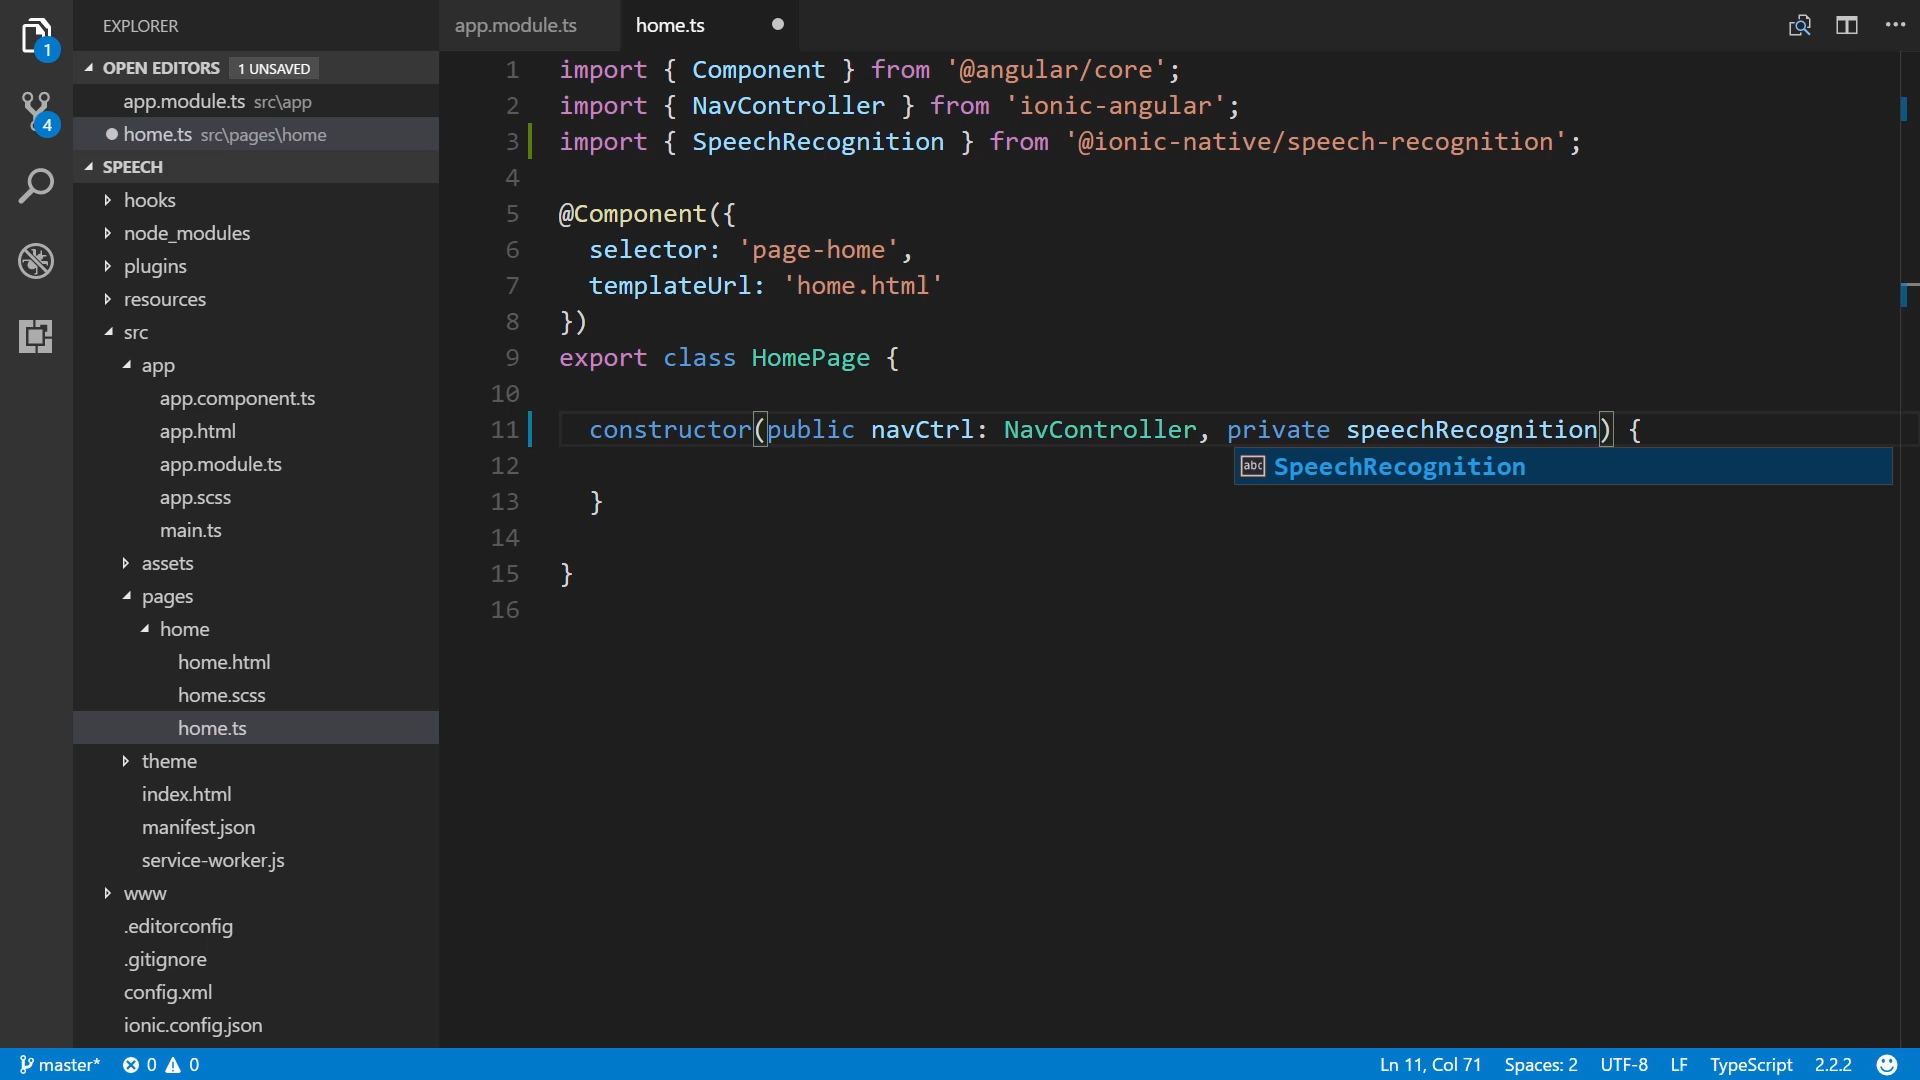 1
4
EXPLORER
OPEN EDITORS 1 UNSAVED
app.module.ts src\app
home.ts src\pages\home
SPEECH
hooks
node_modules
plugins
resources
src
app
app.component.ts
app.html
app.module.ts
app.scss
main.ts
assets
pages
home
home.html
home.scss
home.ts
theme
index.html
manifest.json
service-worker.js
www
.editorconfig
.gitignore
config.xml
ionic.config.json
app.module.ts home.ts
1 import { Component } from '@angular/core';
2 import { NavController } from 'ionic-angular';
3 import { SpeechRecognition } from '@ionic-native/speech-recognition';
4
5 @Component({
6   selector: 'page-home',
7   templateUrl: 'home.html'
8 })
9 export class HomePage {
10
11   constructor(public navCtrl: NavController, private speechRecognition) {
abc SpeechRecognition
12
13   }
14
15 }
16
master* 0 0 Ln 11, Col 71 Spaces: 2 UTF-8 LF TypeScript 2.2.2